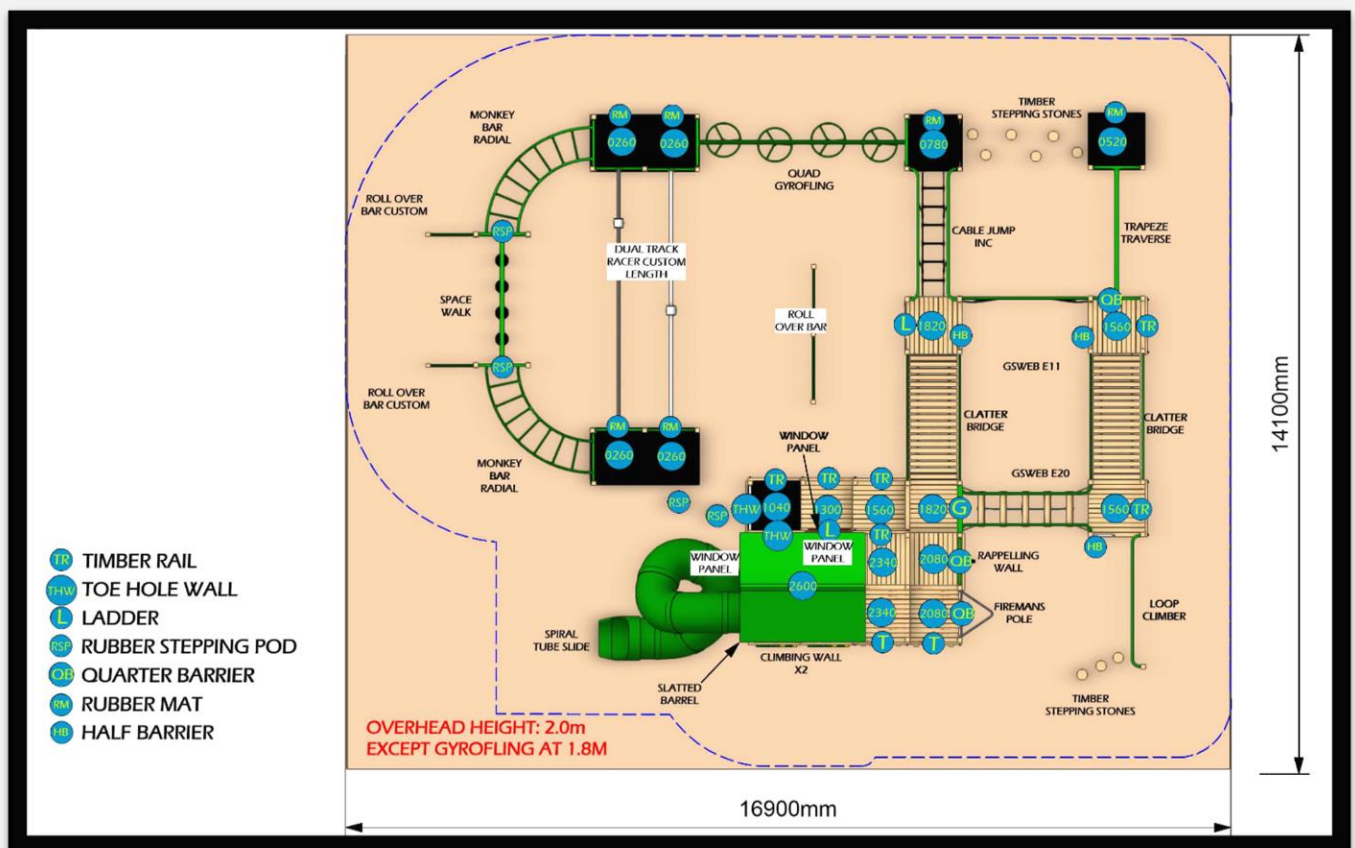 TIMBER
STEPPING STONES
MONKEY
BAR
RADIAL
RM
RM
RM
RM
0260
0260
0780
0520
QUAD
GYROFLING
ROLL OVER
BAR CUSTOM
RSP
CABLE JUMP
INC
TRAPEZE
TRAVERSE
DUAL TRACK
RACER CUSTOM
LENGTH
SPACE
WALK
ROLL
OVER BAR
QB
L
1820
HB
HB
1560
TR
GSWEB E11
RSP
ROLL OVER
BAR CUSTOM
CLATTER
BRIDGE
CLATTER
BRIDGE
14100mm
RM
RM
0260
0260
WINDOW
PANEL
MONKEY
BAR
RADIAL
GSWEB E20
TR
TR
TR
RSP
RSP
THW
1040
1300
1560
1820
G
1560
TR
THW
L
TR
HB
WINDOW
PANEL
WINDOW
PANEL
2340
2080
QB
RAPPELLING
WALL
2600
2340
2080
QB
FIREMANS
POLE
LOOP
CLIMBER
SPIRAL
TUBE SLIDE
T
T
CLIMBING WALL
X2
SLATTED
BARREL
TIMBER
STEPPING STONES
TR TIMBER RAIL
THW TOE HOLE WALL
L LADDER
RSP RUBBER STEPPING POD
QB QUARTER BARRIER
RM RUBBER MAT
HB HALF BARRIER
OVERHEAD HEIGHT: 2.0m
EXCEPT GYROFLING AT 1.8M
16900mm